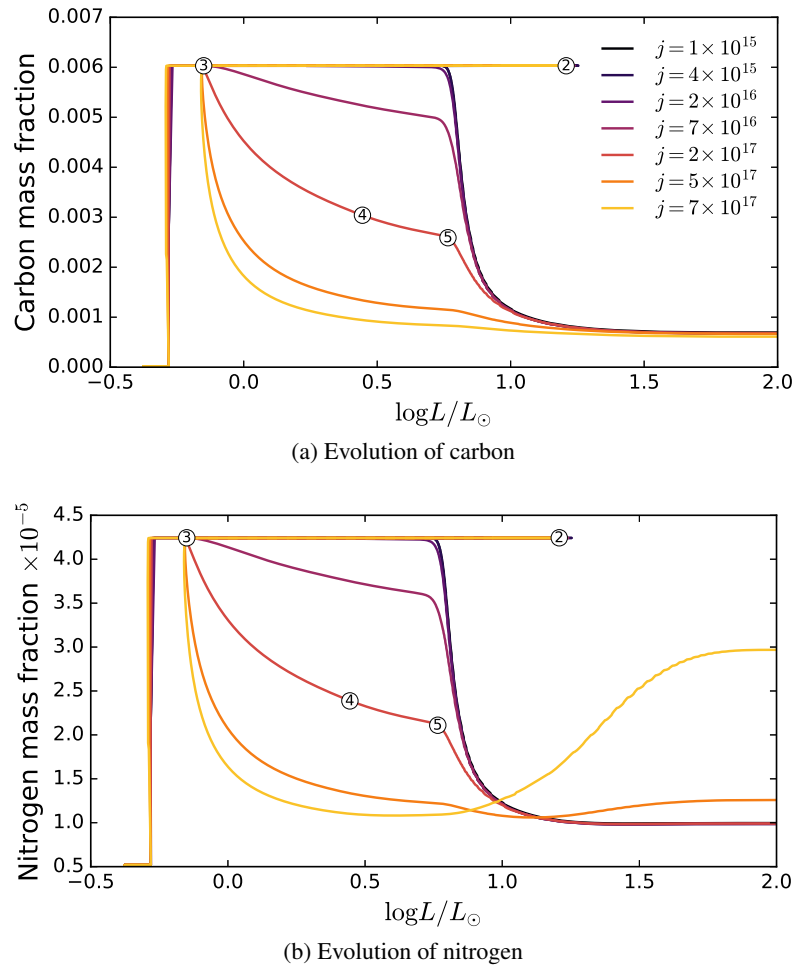 0.007
0.006
0.005
0.004
0.003
0.002
0.001
0.000
Carbon mass fraction
3
2
4
5
j = 1 × 10^15
j = 4 × 10^15
j = 2 × 10^16
j = 7 × 10^16
j = 2 × 10^17
j = 5 × 10^17
j = 7 × 10^17
−0.5 0.0 0.5 1.0 1.5 2.0
log L/L⊙
(a) Evolution of carbon
4.5
4.0
3.5
3.0
2.5
2.0
1.5
1.0
0.5
Nitrogen mass fraction ×10^−5
3
2
4
5
−0.5 0.0 0.5 1.0 1.5 2.0
log L/L⊙
(b) Evolution of nitrogen